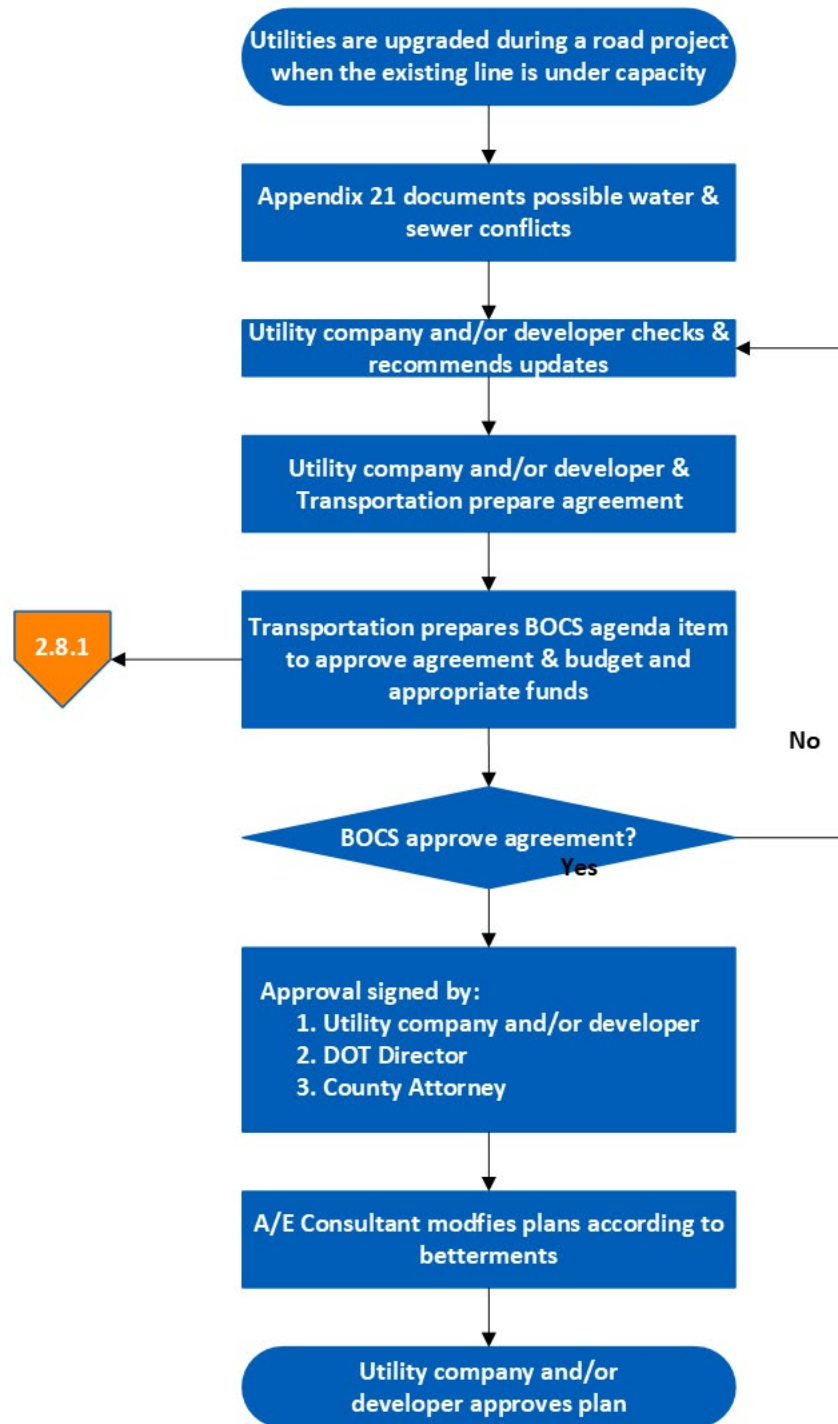 Utilities are upgraded during a road project
when the existing line is under capacity
Appendix 21 documents possible water &
sewer conflicts
Utility company and/or developer checks &
recommends updates
Utility company and/or developer &
Transportation prepare agreement
2.8.1
Transportation prepares BOCS agenda item
to approve agreement & budget and
appropriate funds
No
BOCS approve agreement?
Yes
Approval signed by:
1. Utility company and/or developer
2. DOT Director
3. County Attorney
A/E Consultant modfies plans according to
betterments
Utility company and/or
developer approves plan